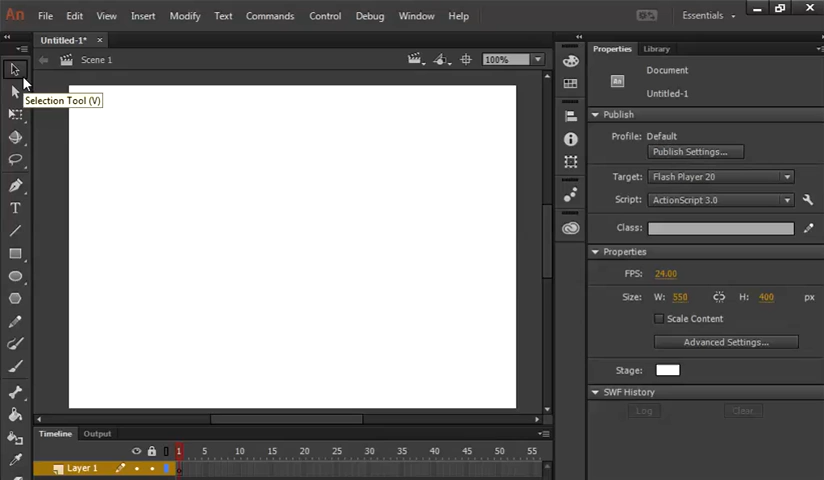 An File Edit View Insert Modify Text Commands Control Debug Window Help Essentials
Untitled-1* ×
Scene 1 100%
Selection Tool (V)
T
Properties Library
An Document
Untitled-1
Publish
Profile: Default
Publish Settings...
Target: Flash Player 20
Script: ActionScript 3.0
Class:
Properties
FPS: 24.00
Size: W: 550 H: 400 px
Scale Content
Advanced Settings...
Stage:
SWF History
Log Clear
Timeline Output
1 5 10 15 20 25 30 35 40 45 50 55
Layer 1